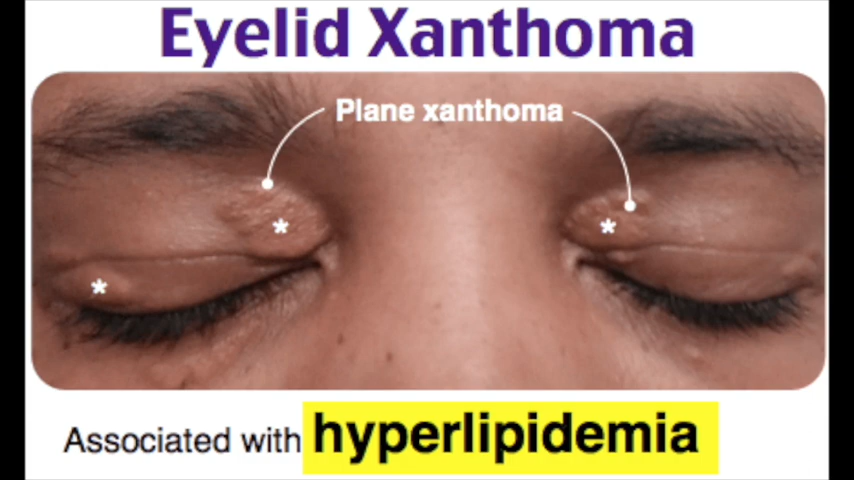 Eyelid Xanthoma
Plane xanthoma
*
*
*
Associated with hyperlipidemia